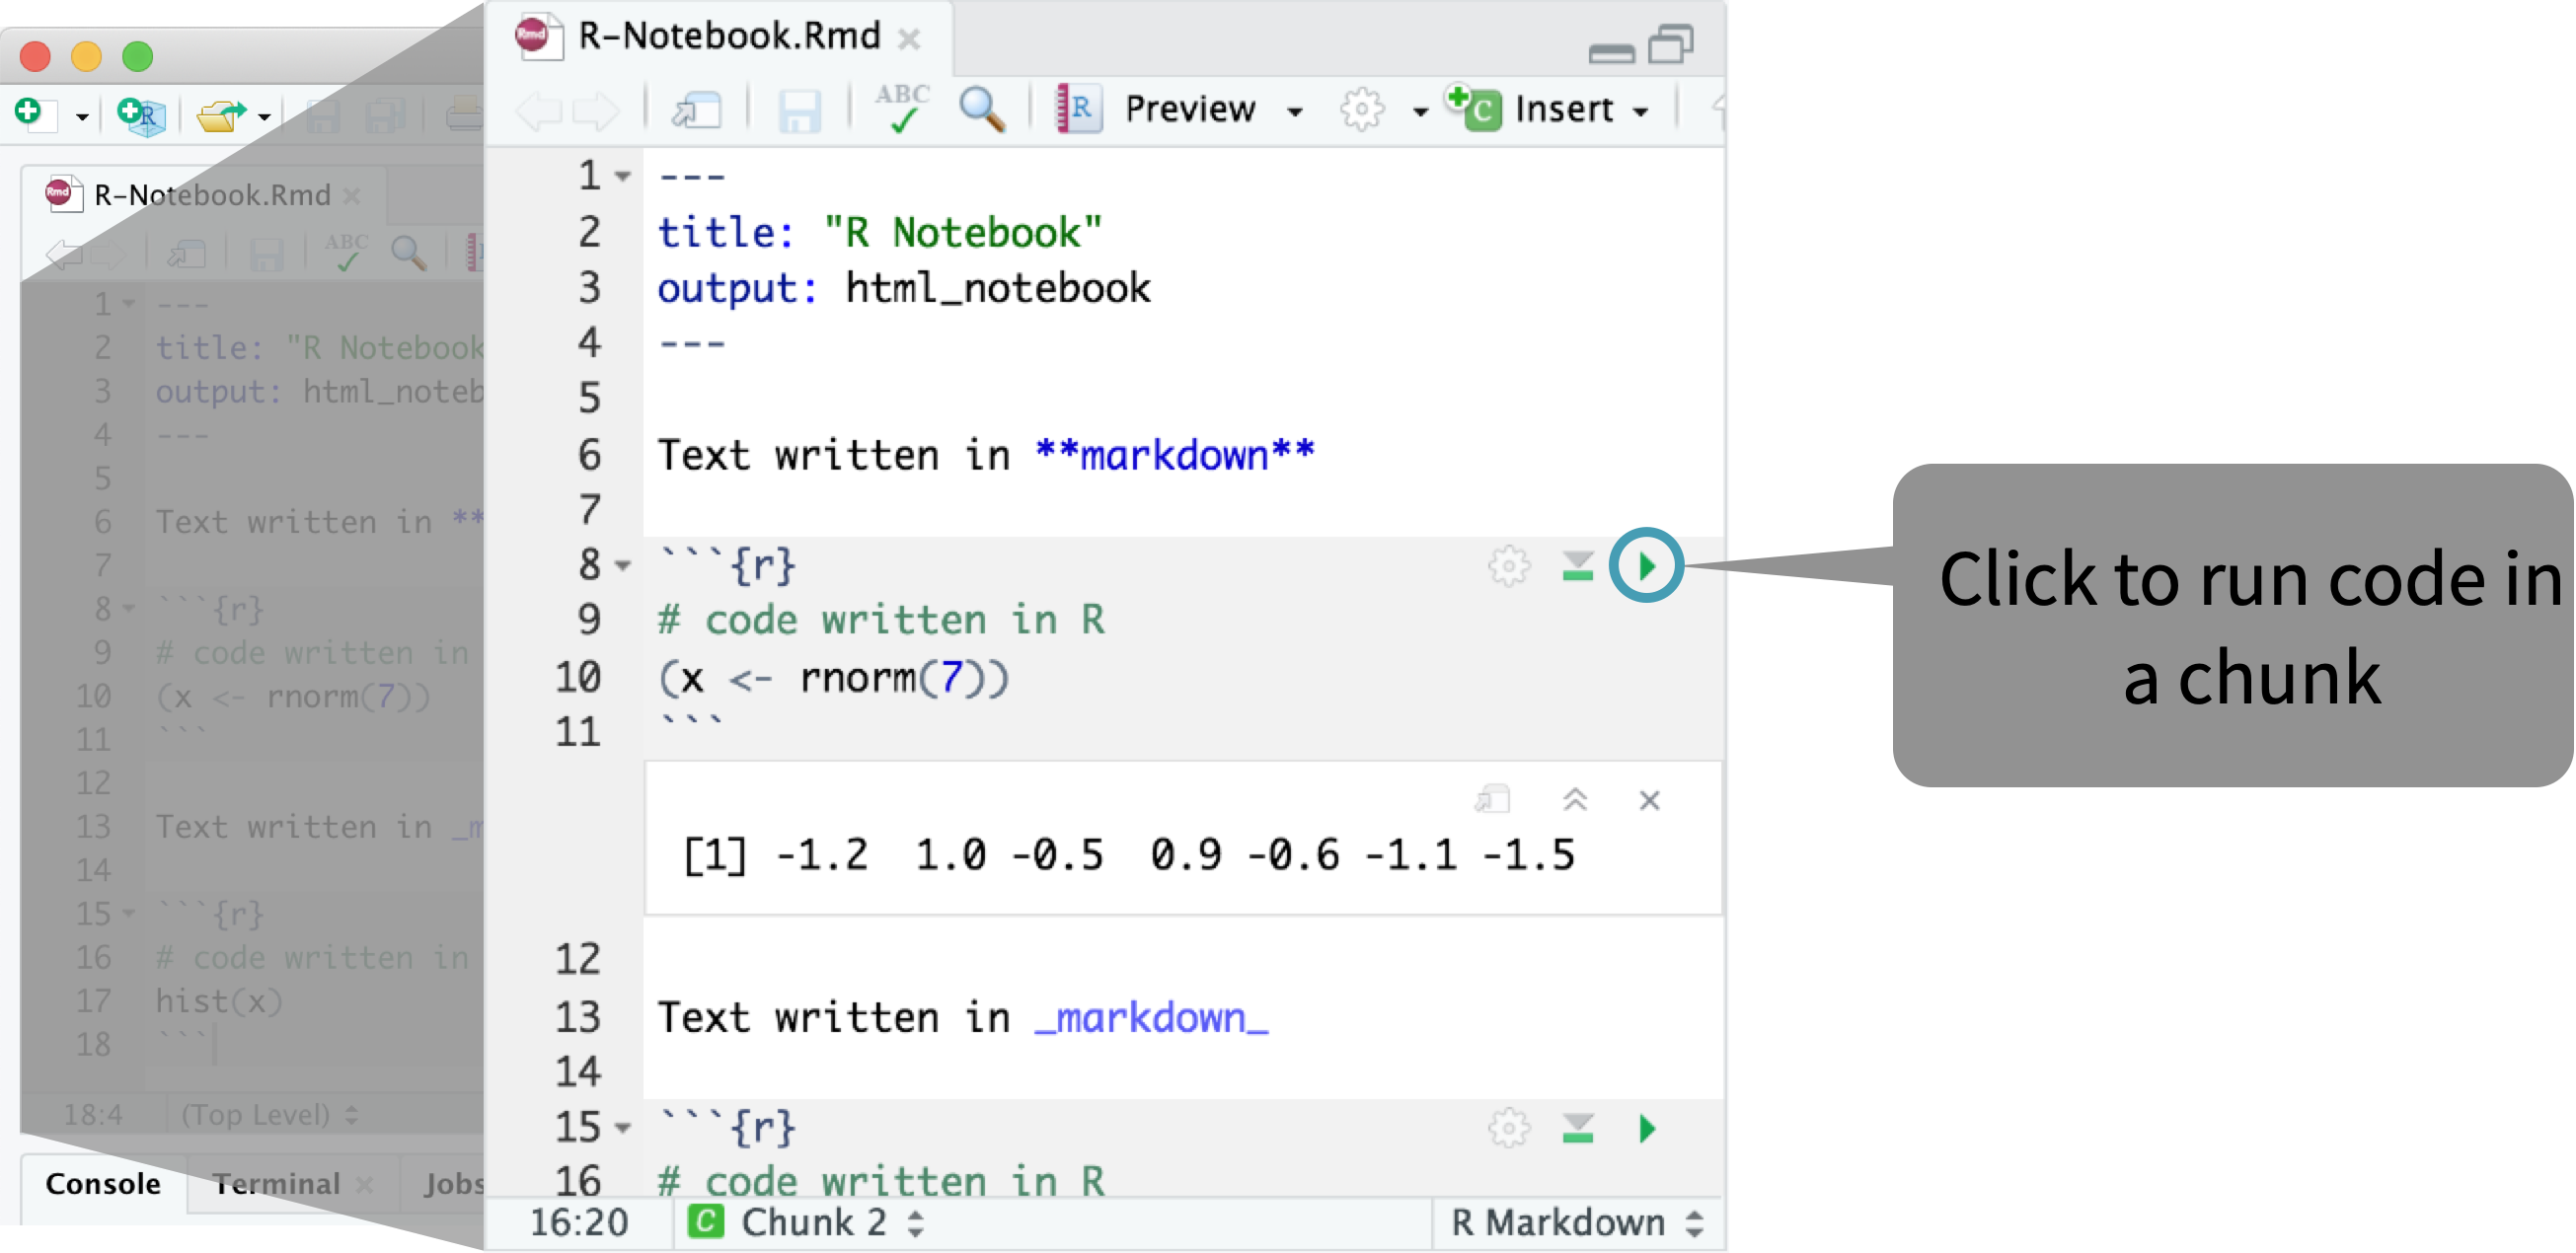 R-Notebook.Rmd
ABC
R Preview
C Insert
1 ---
2 title: "R Notebook"
3 output: html_notebook
4 ---
5
6 Text written in **markdown**
7
8 ```{r}
9 # code written in R
10 (x <- rnorm(7))
11 ```
[1] -1.2  1.0 -0.5  0.9 -0.6 -1.1 -1.5
12
13 Text written in _markdown_
14
15 ```{r}
16 # code written in R
16:20 C Chunk 2 R Markdown
Click to run code in
a chunk
R-Notebook.Rmd
ABC
1 ---
2 title: "R Notebook
3 output: html_noteb
4 ---
5
6 Text written in **
7
8 ```{r}
9 # code written in
10 (x <- rnorm(7))
11 ```
12
13 Text written in _m
14
15 ```{r}
16 # code written in
17 hist(x)
18 ```
18:4 (Top Level)
Console Terminal Jobs